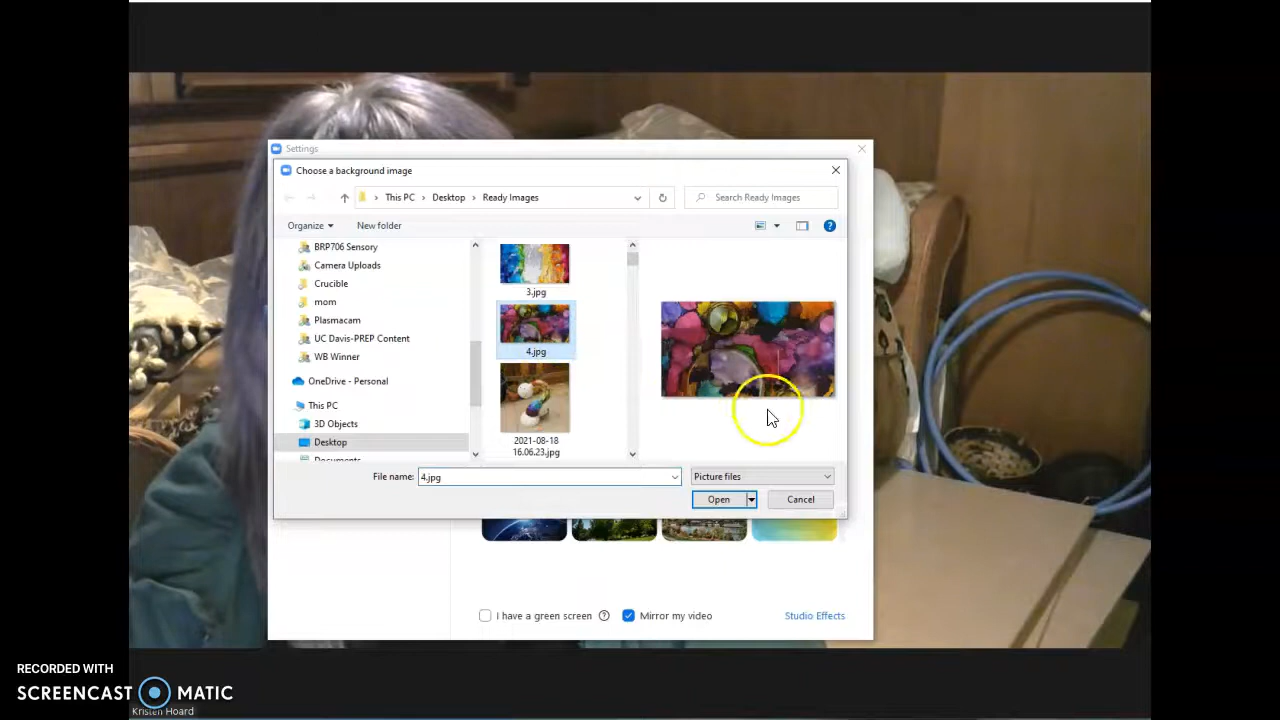 Settings
Choose a background image
This PC
Desktop
Ready Images
Search Ready Images
Organize
New folder
BRP706 Sensory
Camera Uploads
Crucible
mom
Plasmacam
UC Davis-PREP Content
WB Winner
OneDrive - Personal
This PC
3D Objects
Desktop
Documents
3.jpg
4.jpg
2021-08-18
16.06.23.jpg
File name: 4.jpg
Picture files
Open
Cancel
I have a green screen
Mirror my video
Studio Effects
RECORDED WITH
SCREENCAST MATIC
Kristen Hoard